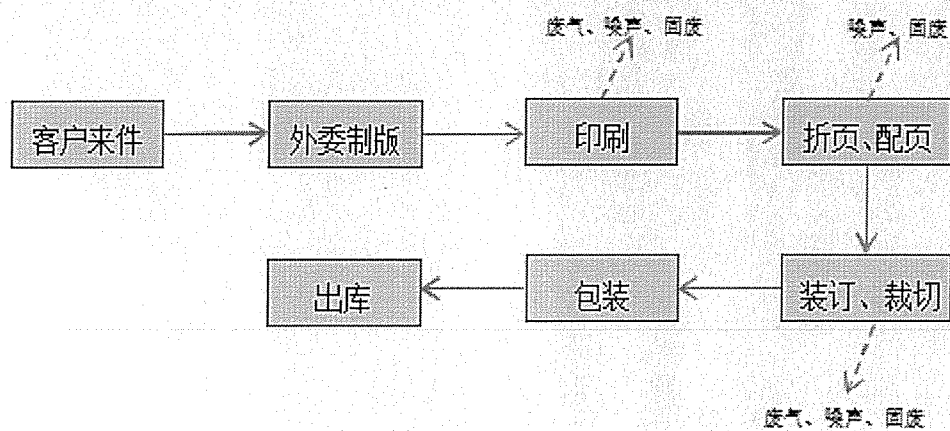 废气、噪声、固废
噪声、固废
客户来件
外委制版
印刷
折页、配页
装订、裁切
包装
出库
废气、噪声、固废